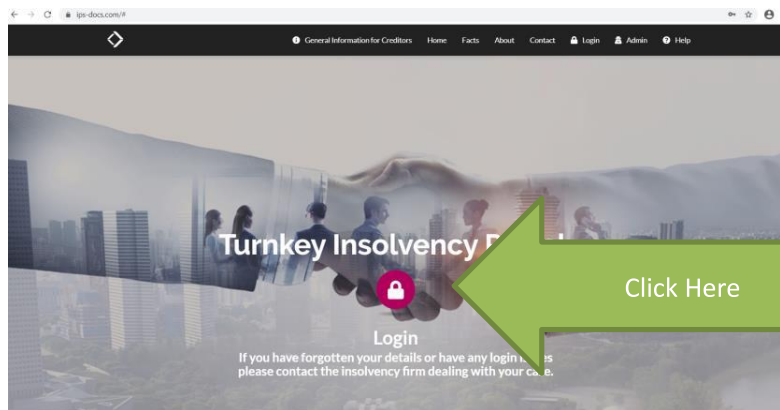 ips-docs.com/#
General Information for Creditors Home Facts About Contact Login Admin Help
Turnkey Insolvency
Click Here
Login
If you have forgotten your details or have any login
please contact the insolvency firm dealing with your